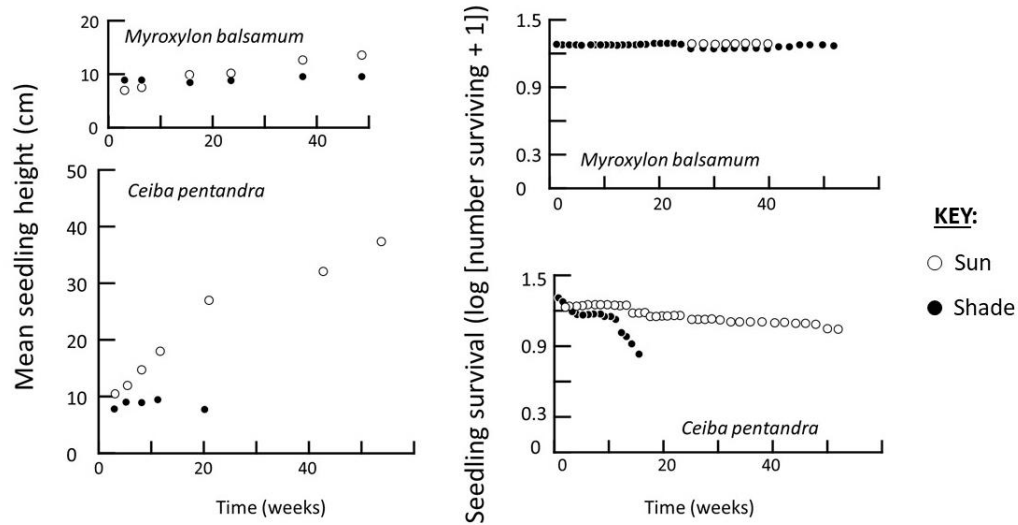 Mean seedling height (cm)
20
10
0
Myroxylon balsamum
0 20 40
50
40
30
20
10
0
Ceiba pentandra
0 20 40 60
Time (weeks)
Seedling survival (log [number surviving + 1])
1.5
0.9
0.3
0
Myroxylon balsamum
0 20 40
1.5
0.9
0.3
0
Ceiba pentandra
0 20 40
Time (weeks)
KEY:
Sun
Shade